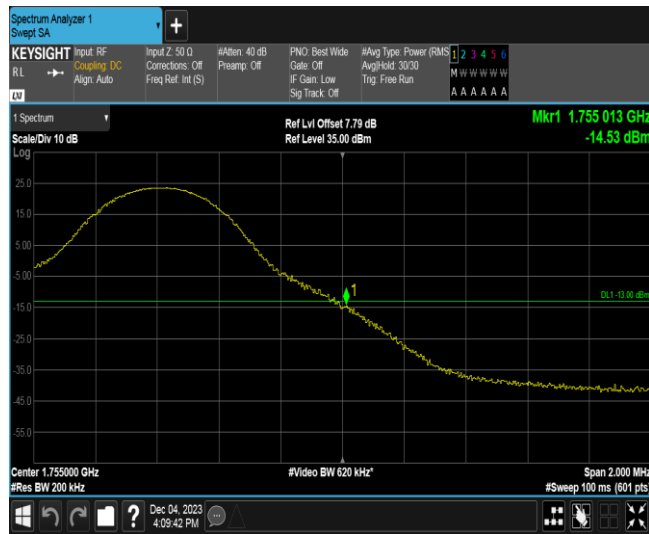 Spectrum Analyzer 1
Swept SA
+
KEYSIGHT
RL
LXI
Input: RF
Coupling: DC
Align: Auto
Input Z: 50 Ω
Corrections: Off
Freq Ref: Int (S)
#Atten: 40 dB
Preamp: Off
PNO: Best Wide
Gate: Off
IF Gain: Low
Sig Track: Off
#Avg Type: Power (RMS
Avg|Hold: 30/30
Trig: Free Run
1 2 3 4 5 6
M W W W W W
A A A A A A
1 Spectrum
Scale/Div 10 dB
Log
Ref Lvl Offset 7.79 dB
Ref Level 35.00 dBm
Mkr1 1.755 013 GHz
-14.53 dBm
25.0
15.0
5.00
-5.00
1
DL1 -13.00 dBm
-15.0
-25.0
-35.0
-45.0
-55.0
Center 1.755000 GHz
#Res BW 200 kHz
#Video BW 620 kHz*
Span 2.000 MHz
#Sweep 100 ms (601 pts)
?
Dec 04, 2023
4:09:42 PM